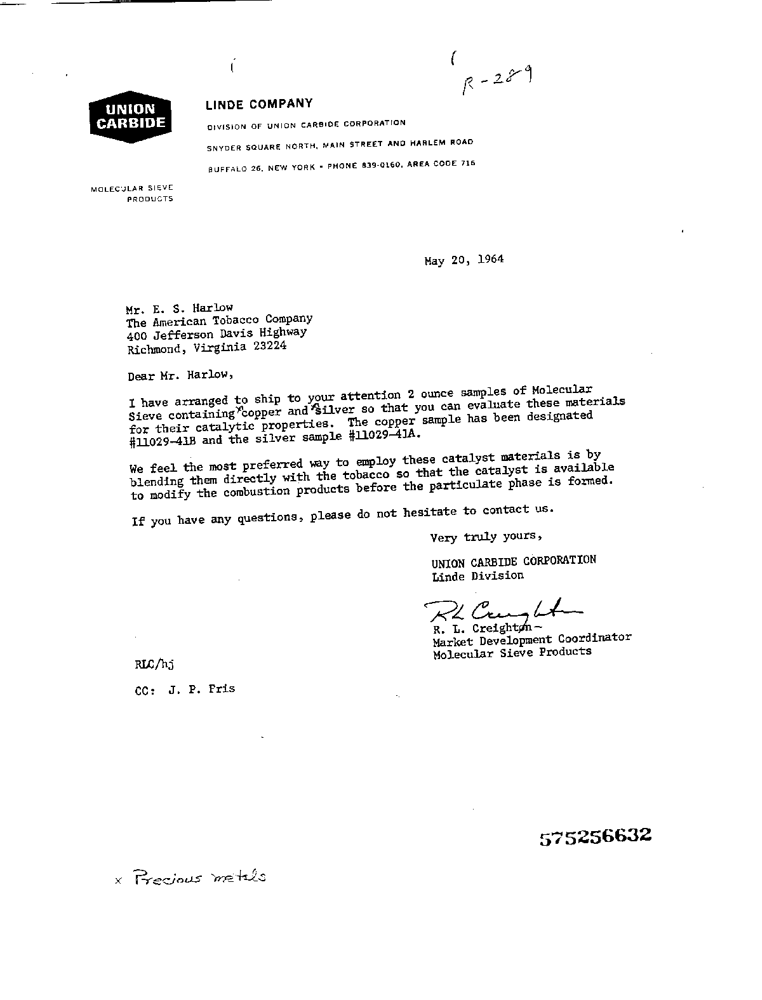 R-289
UNION
CARBIDE
LINDE COMPANY
DIVISION OF UNION CARBIDE CORPORATION
SNYDER SQUARE NORTH, MAIN STREET AND HARLEM ROAD
BUFFALO 26, NEW YORK • PHONE 839-0160, AREA CODE 716
MOLECULAR SIEVE
PRODUCTS
May 20, 1964
Mr. E. S. Harlow
The American Tobacco Company
400 Jefferson Davis Highway
Richmond, Virginia 23224
Dear Mr. Harlow,
I have arranged to ship to your attention 2 ounce samples of Molecular
Sieve containing x copper and x silver so that you can evaluate these materials
for their catalytic properties. The copper sample has been designated
#11029-41B and the silver sample #11029-41A.
We feel the most preferred way to employ these catalyst materials is by
blending them directly with the tobacco so that the catalyst is available
to modify the combustion products before the particulate phase is formed.
If you have any questions, please do not hesitate to contact us.
Very truly yours,
UNION CARBIDE CORPORATION
Linde Division
RL Creighton
R. L. Creighton
Market Development Coordinator
Molecular Sieve Products
RLC/hj
CC: J. P. Fris
575256632
x Precious metals